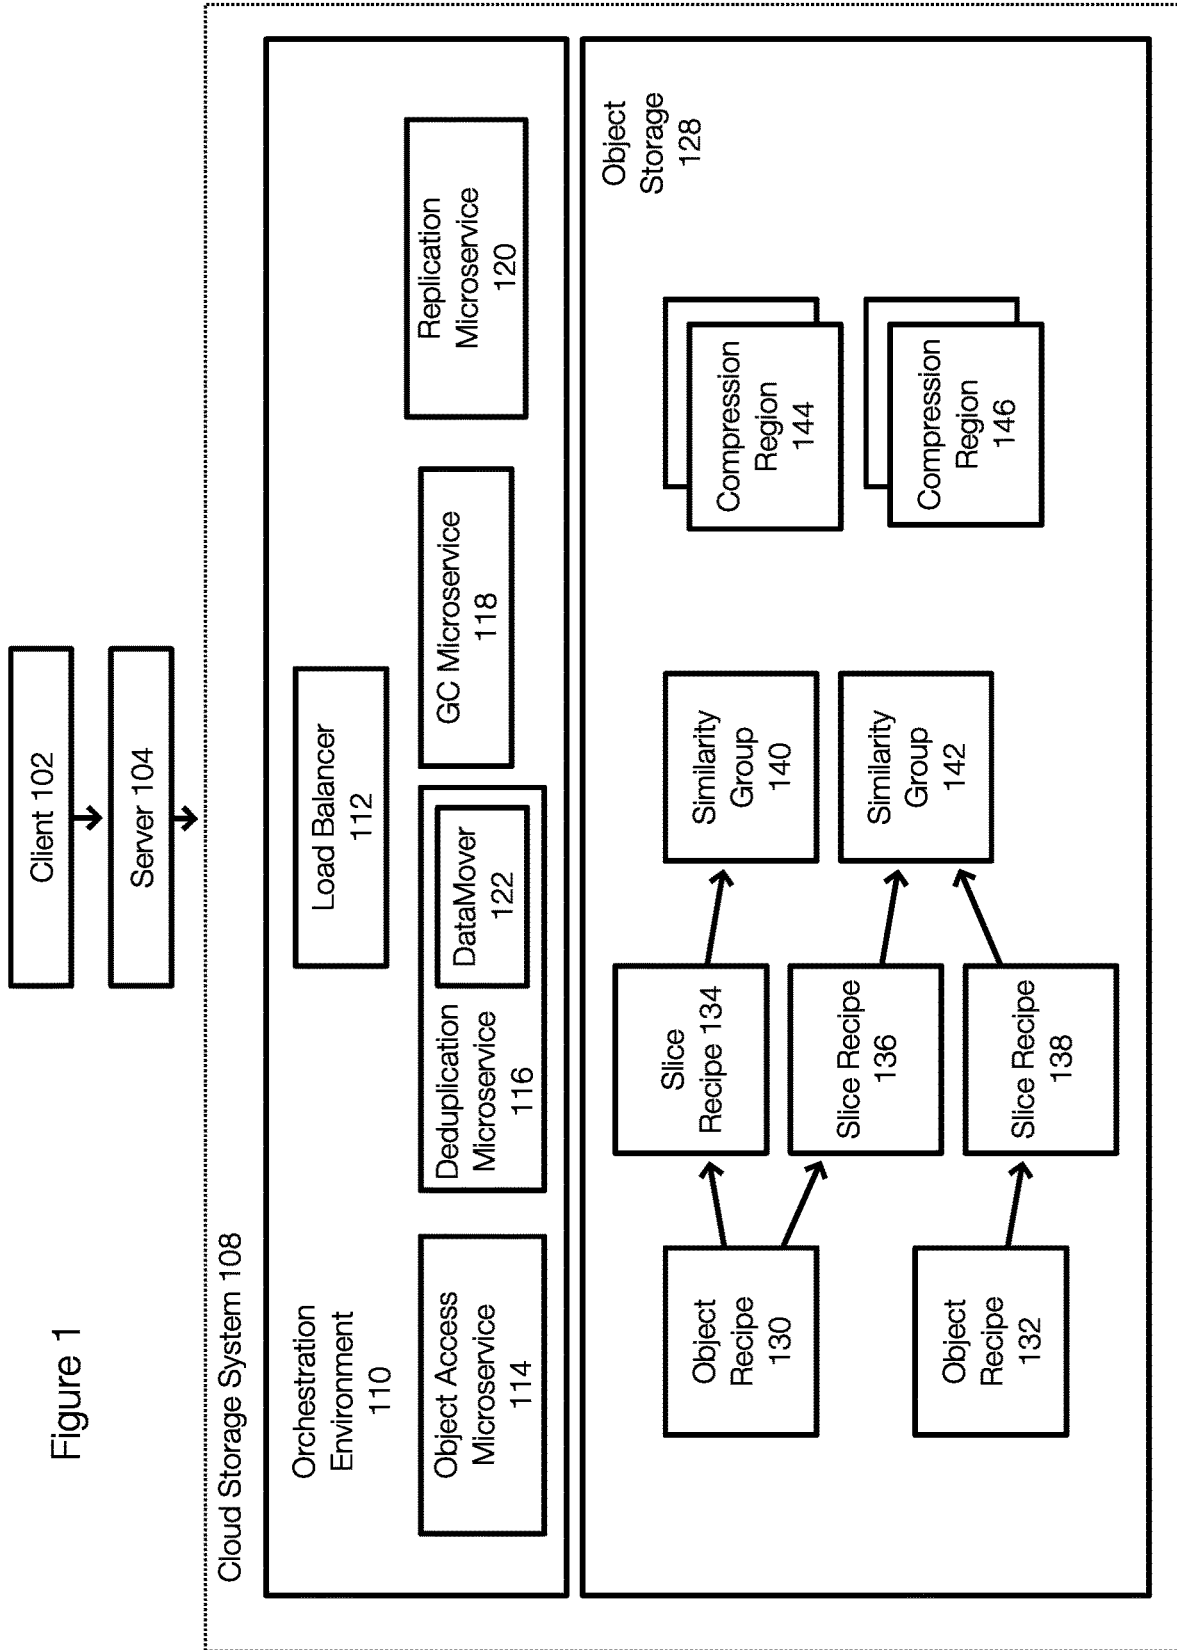 Figure 1
Client 102
Server 104
Cloud Storage System 108
Orchestration
Environment
110
Load Balancer
112
Object Access
Microservice
114
Deduplication
Microservice
116
DataMover
122
GC Microservice
118
Replication
Microservice
120
Object
Storage
128
Object
Recipe
130
Object
Recipe
132
Slice
Recipe 134
Slice Recipe
136
Slice Recipe
138
Similarity
Group
140
Similarity
Group
142
Compression
Region
144
Compression
Region
146